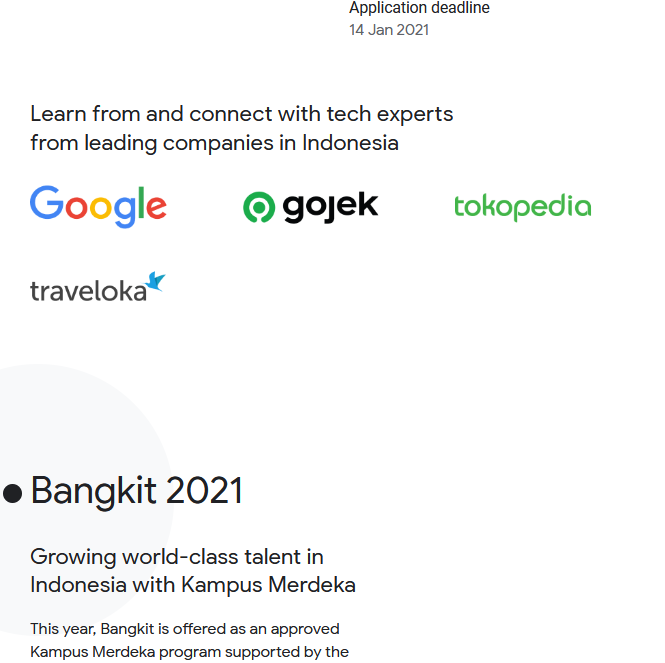 Application deadline
14 Jan 2021
Learn from and connect with tech experts
from leading companies in Indonesia
Google gojek tokopedia
traveloka
Bangkit 2021
Growing world-class talent in
Indonesia with Kampus Merdeka
This year, Bangkit is offered as an approved
Kampus Merdeka program supported by the